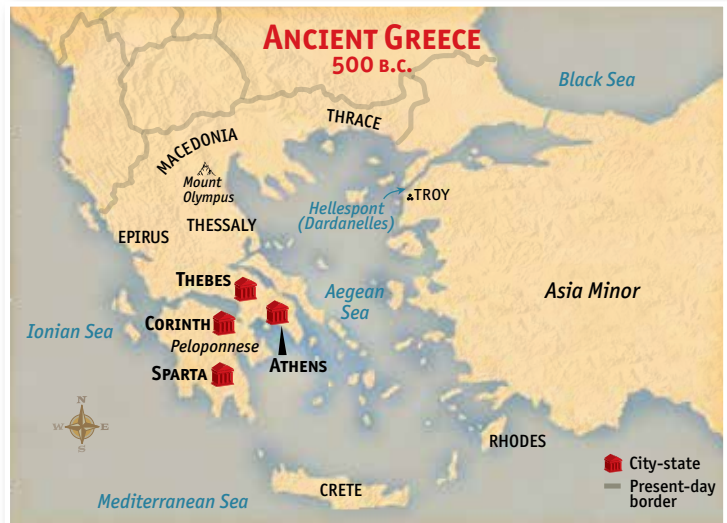 ANCIENT GREECE
500 B.C.
Black Sea
THRACE
MACEDONIA
Mount
Olympus
TROY
Hellespont
(Dardanelles)
THESSALY
EPIRUS
THEBES
Aegean
Sea
Asia Minor
CORINTH
Ionian Sea
Peloponnese
ATHENS
SPARTA
N
W
E
S
RHODES
City-state
Present-day
border
CRETE
Mediterranean Sea